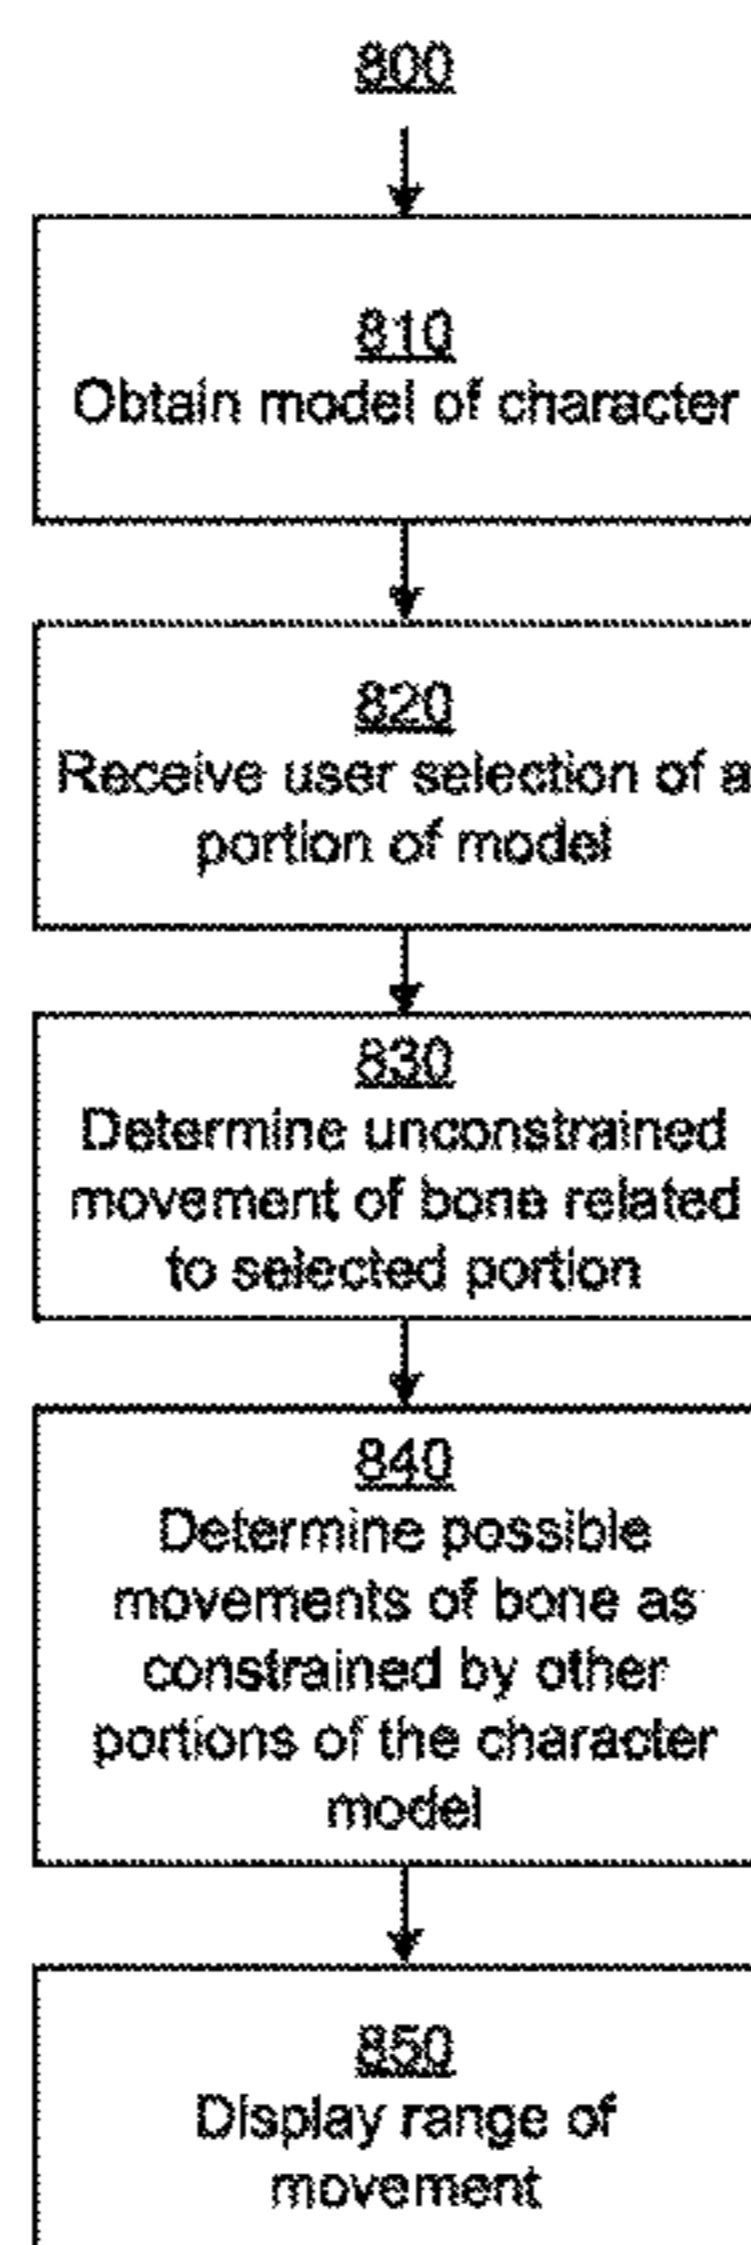 800
810
Obtain model of character
820
Receive user selection of a
portion of model
830
Determine unconstrained
movement of bone related
to selected portion
840
Determine possible
movements of bone as
constrained by other
portions of the character
model
850
Display range of
movement